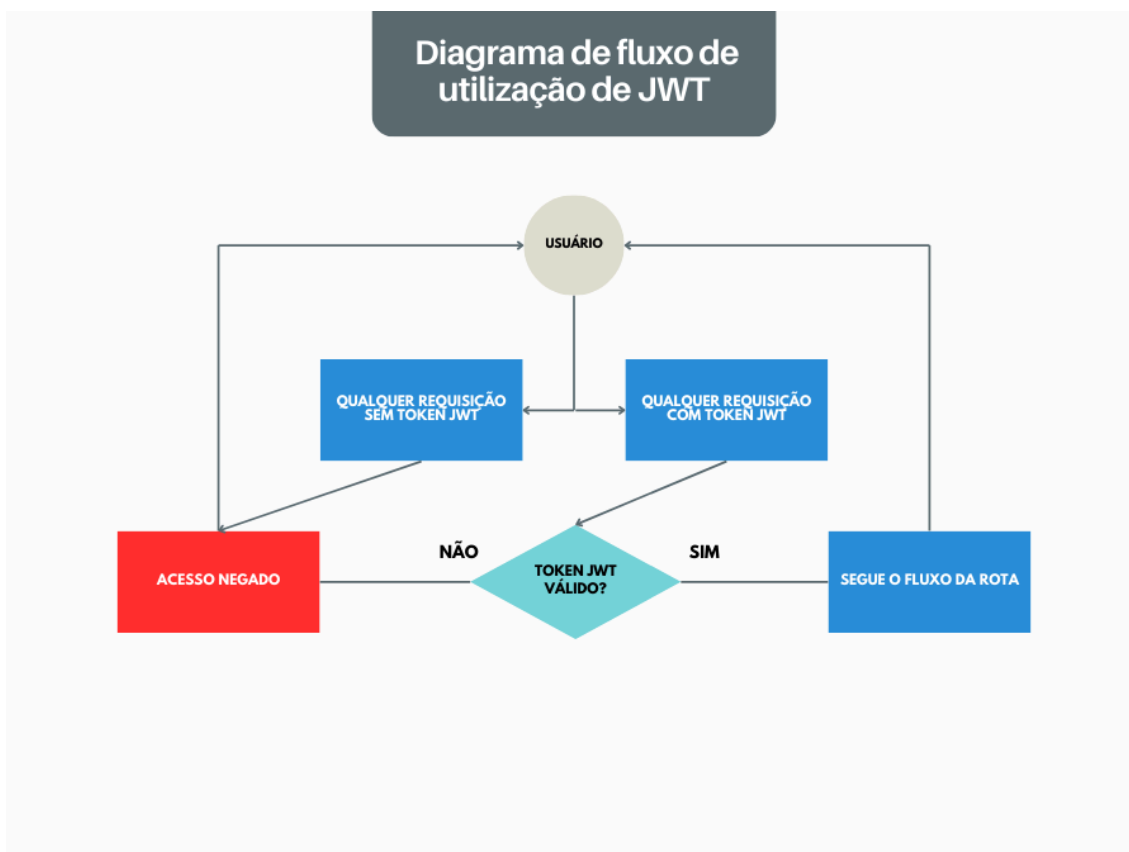 Diagrama de fluxo de
utilização de JWT
USUÁRIO
QUALQUER REQUISIÇÃO
SEM TOKEN JWT
QUALQUER REQUISIÇÃO
COM TOKEN JWT
NÃO
SIM
ACESSO NEGADO
TOKEN JWT
VÁLIDO?
SEGUE O FLUXO DA ROTA